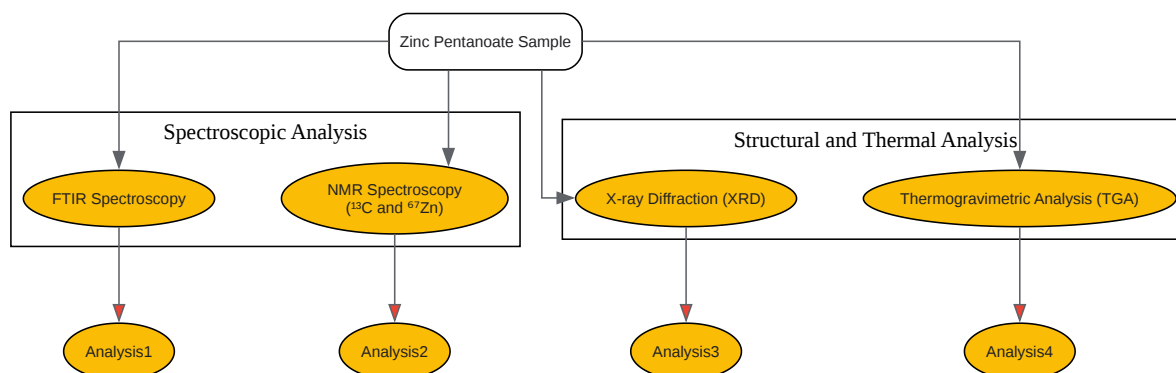 Zinc Pentanoate Sample
Spectroscopic Analysis
Structural and Thermal Analysis
FTIR Spectroscopy
NMR Spectroscopy
(¹³C and ⁶⁷Zn)
X-ray Diffraction (XRD)
Thermogravimetric Analysis (TGA)
Analysis1
Analysis2
Analysis3
Analysis4